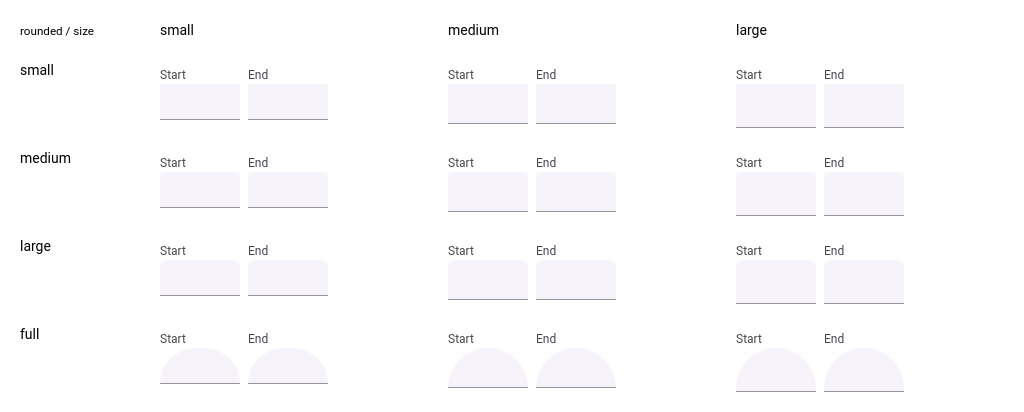 rounded / size small medium large
small
Start End Start End Start End
medium
Start End Start End Start End
large
Start End Start End Start End
full
Start End Start End Start End